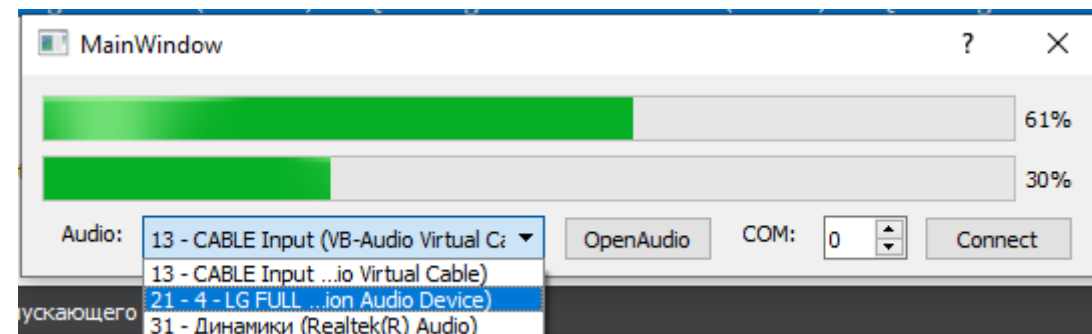 MainWindow ?
61%
30%
Audio: 13 - CABLE Input (VB-Audio Virtual Ca OpenAudio COM: 0 Connect
13 - CABLE Input ...io Virtual Cable)
21 - 4 - LG FULL ...ion Audio Device)
ускающего
31 - Динамики (Realtek(R) Audio)